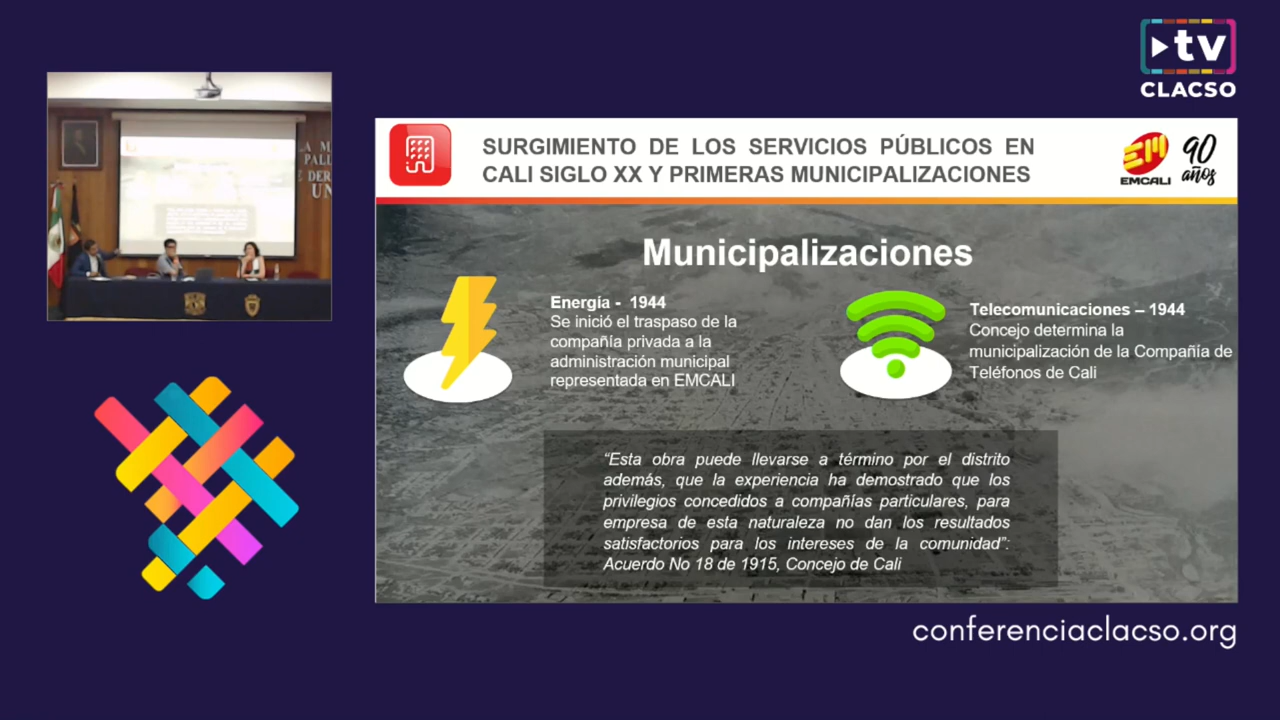 tv
CLACSO
SURGIMIENTO DE LOS SERVICIOS PÚBLICOS EN
CALI SIGLO XX Y PRIMERAS MUNICIPALIZACIONES
EM
EMCALI
90
años
Municipalizaciones
Energía - 1944
Se inició el traspaso de la
compañía privada a la
administración municipal
representada en EMCALI
Telecomunicaciones – 1944
Concejo determina la
municipalización de la Compañía de
Teléfonos de Cali
“Esta obra puede llevarse a término por el distrito
además, que la experiencia ha demostrado que los
privilegios concedidos a compañías particulares, para
empresa de esta naturaleza no dan los resultados
satisfactorios para los intereses de la comunidad”:
Acuerdo No 18 de 1915, Concejo de Cali
conferenciaclacso.org